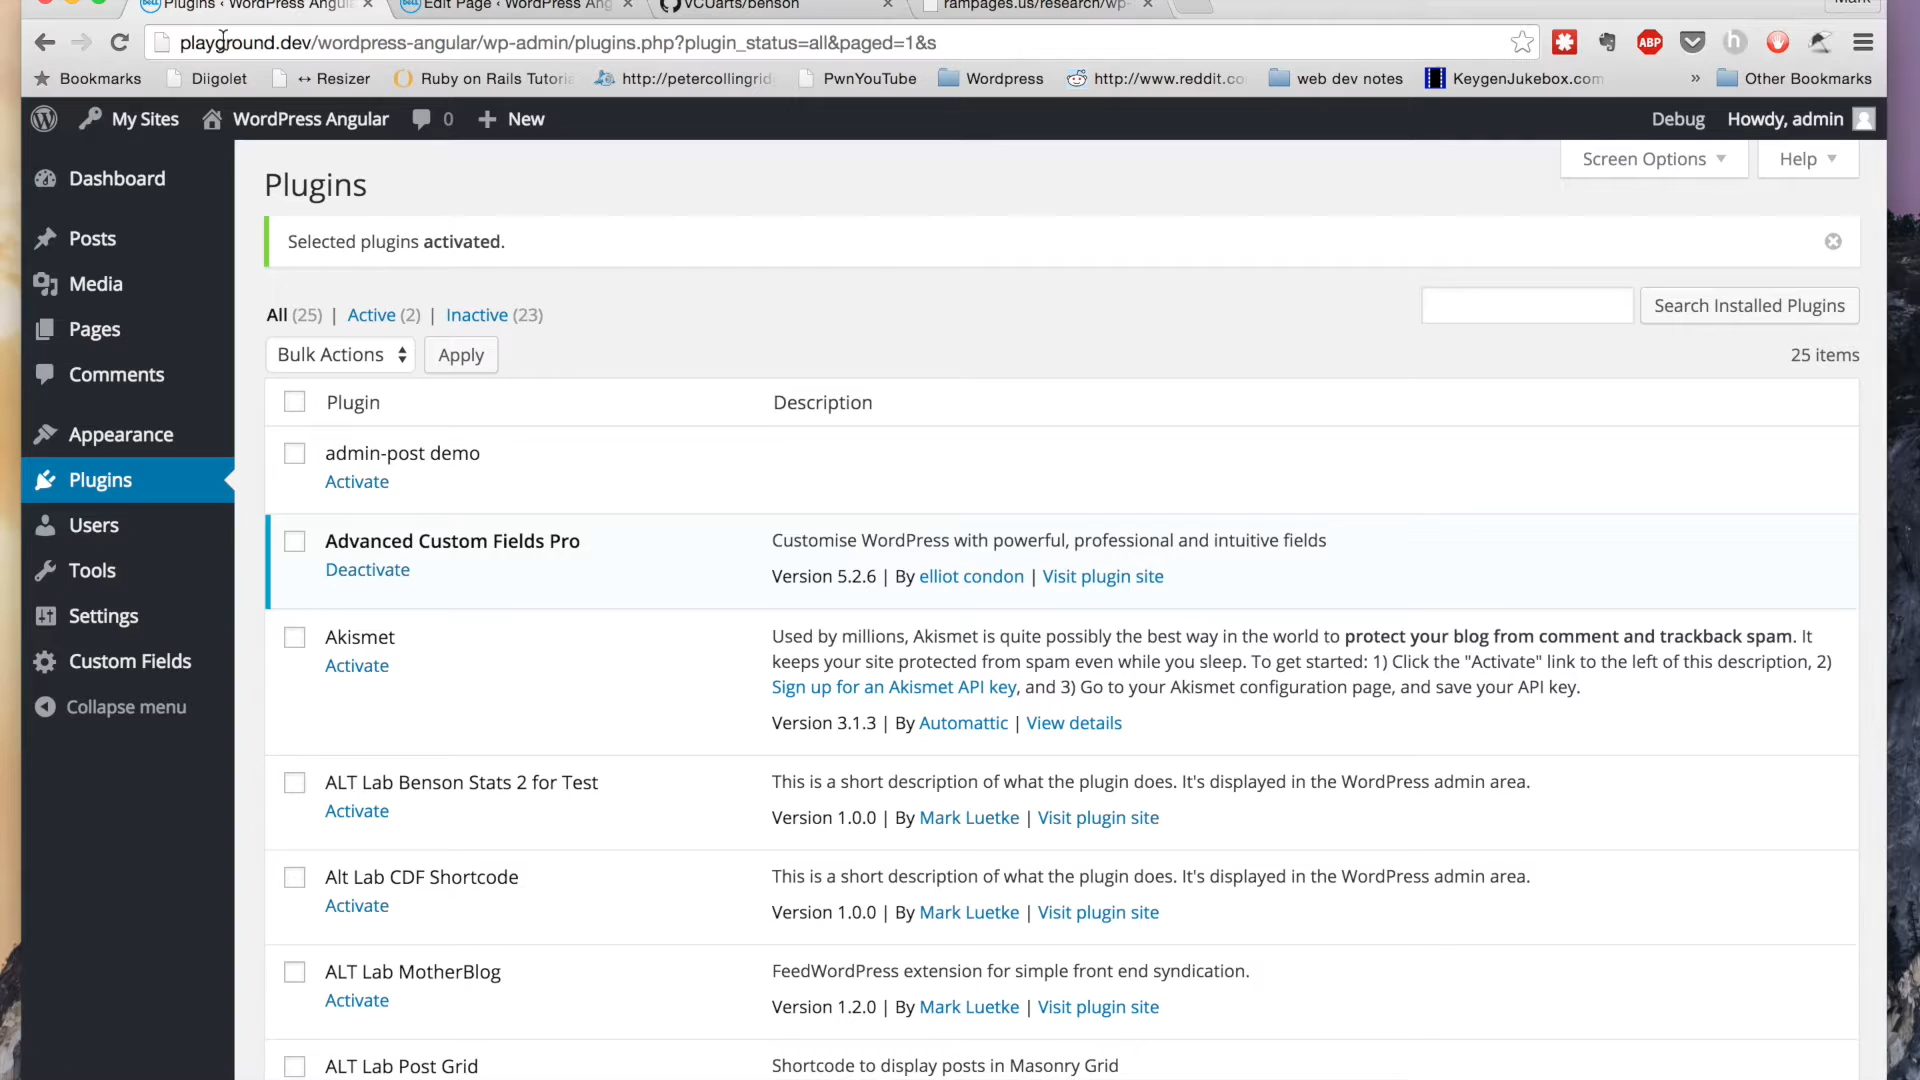 Plugins ‹ WordPress Angula
Edit Page ‹ WordPress Ang
VCUarts/benson
rampages.us/research/wp-
Mark
playground.dev/wordpress-angular/wp-admin/plugins.php?plugin_status=all&paged=1&s
ABP
h
Bookmarks
Diigolet
↔ Resizer
Ruby on Rails Tutoria
http://petercollingrid
PwnYouTube
WordPress
http://www.reddit.co
web dev notes
KeygenJukebox.com
»
Other Bookmarks
My Sites
WordPress Angular
0
+ New
Debug
Howdy, admin
Dashboard
Posts
Media
Pages
Comments
Appearance
Plugins
Users
Tools
Settings
Custom Fields
Collapse menu
Screen Options
Help
Plugins
Selected plugins activated.
All (25) | Active (2) | Inactive (23)
Search Installed Plugins
Bulk Actions
Apply
25 items
Plugin
Description
admin-post demo
Activate
Advanced Custom Fields Pro
Deactivate
Customise WordPress with powerful, professional and intuitive fields
Version 5.2.6 | By elliot condon | Visit plugin site
Akismet
Activate
Used by millions, Akismet is quite possibly the best way in the world to protect your blog from comment and trackback spam. It
keeps your site protected from spam even while you sleep. To get started: 1) Click the "Activate" link to the left of this description, 2)
Sign up for an Akismet API key, and 3) Go to your Akismet configuration page, and save your API key.
Version 3.1.3 | By Automattic | View details
ALT Lab Benson Stats 2 for Test
Activate
This is a short description of what the plugin does. It's displayed in the WordPress admin area.
Version 1.0.0 | By Mark Luetke | Visit plugin site
Alt Lab CDF Shortcode
Activate
This is a short description of what the plugin does. It's displayed in the WordPress admin area.
Version 1.0.0 | By Mark Luetke | Visit plugin site
ALT Lab MotherBlog
Activate
FeedWordPress extension for simple front end syndication.
Version 1.2.0 | By Mark Luetke | Visit plugin site
ALT Lab Post Grid
Shortcode to display posts in Masonry Grid